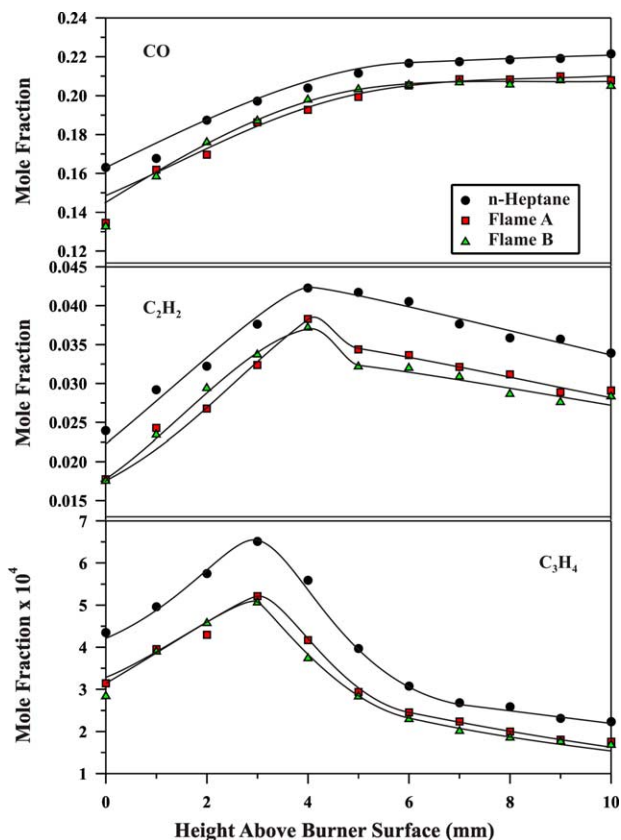 0.24
CO
0.20
0.16
0.12
0.22
0.18
0.14
Mole Fraction
n-Heptane
Flame A
Flame B
0.045
C₂H₂
0.040
0.035
0.030
0.025
0.020
0.015
Mole Fraction
7
C₃H₄
6
5
4
3
2
1
Mole Fraction x 10⁴
0 2 4 6 8 10
Height Above Burner Surface (mm)